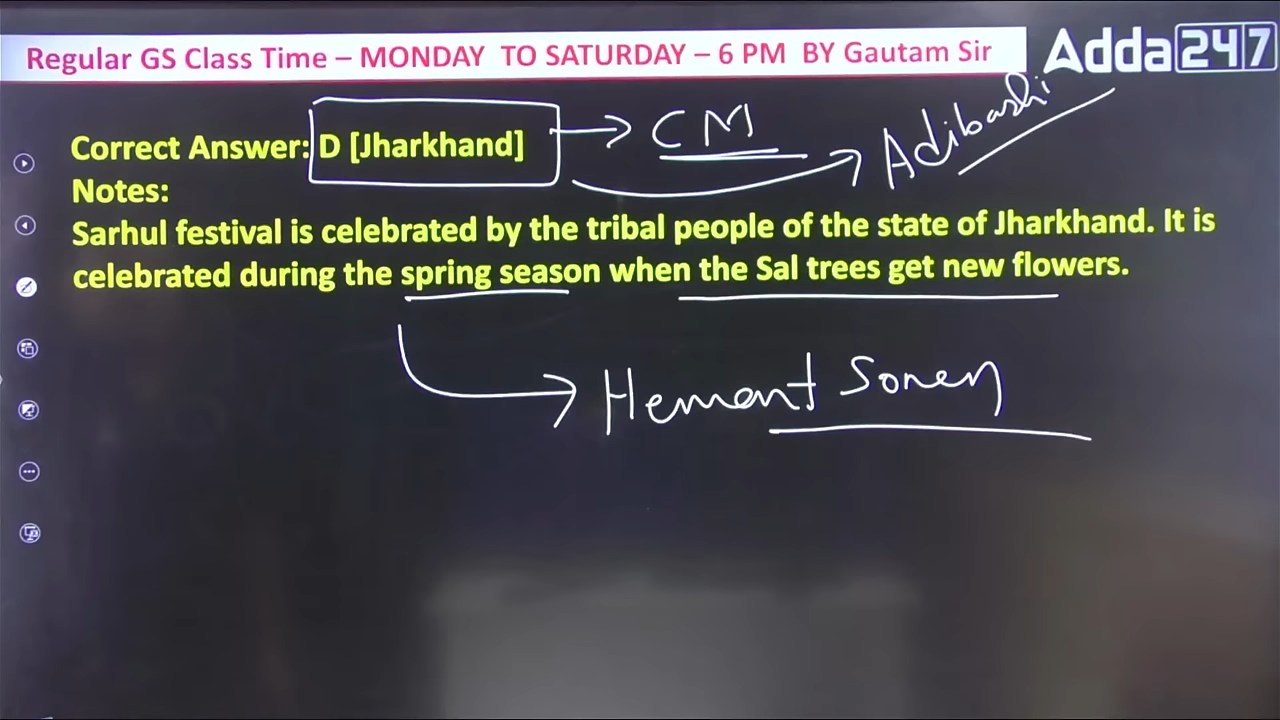 Regular GS Class Time – MONDAY TO SATURDAY – 6 PM BY Gautam Sir
Adda247
Correct Answer: D [Jharkhand]
CM
Adibashi
Notes:
Sarhul festival is celebrated by the tribal people of the state of Jharkhand. It is
celebrated during the spring season when the Sal trees get new flowers.
Hement Soren